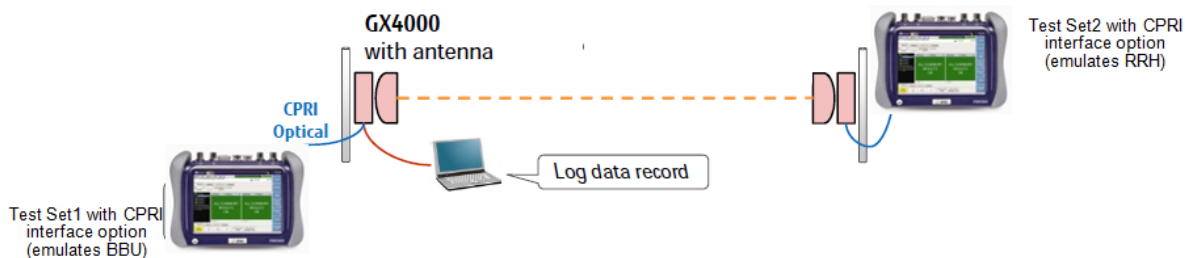 GX4000
with antenna
Test Set2 with CPRI
interface option
(emulates RRH)
CPRI
Optical
Log data record
Test Set1 with CPRI
interface option
(emulates BBU)